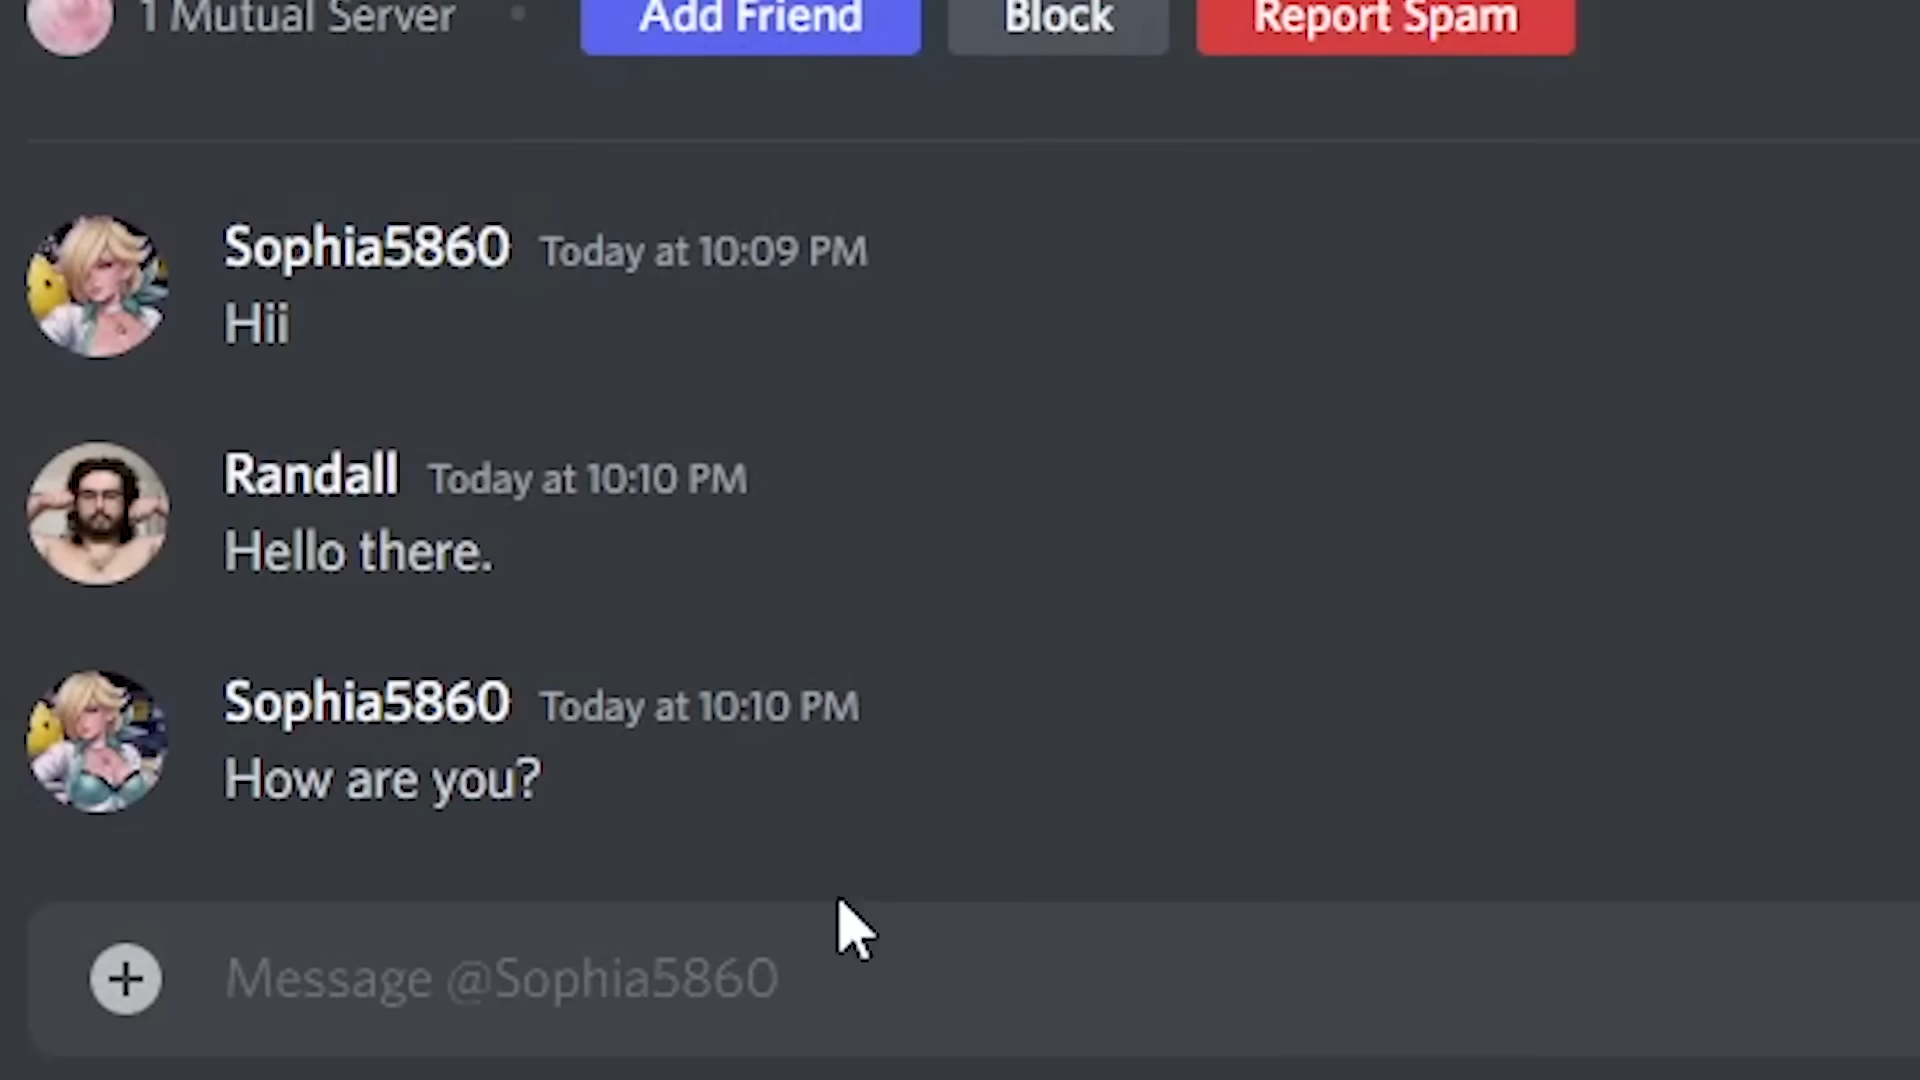 1 Mutual Server • Add Friend Block Report Spam
Sophia5860 Today at 10:09 PM
Hii
Randall Today at 10:10 PM
Hello there.
Sophia5860 Today at 10:10 PM
How are you?
Message @Sophia5860